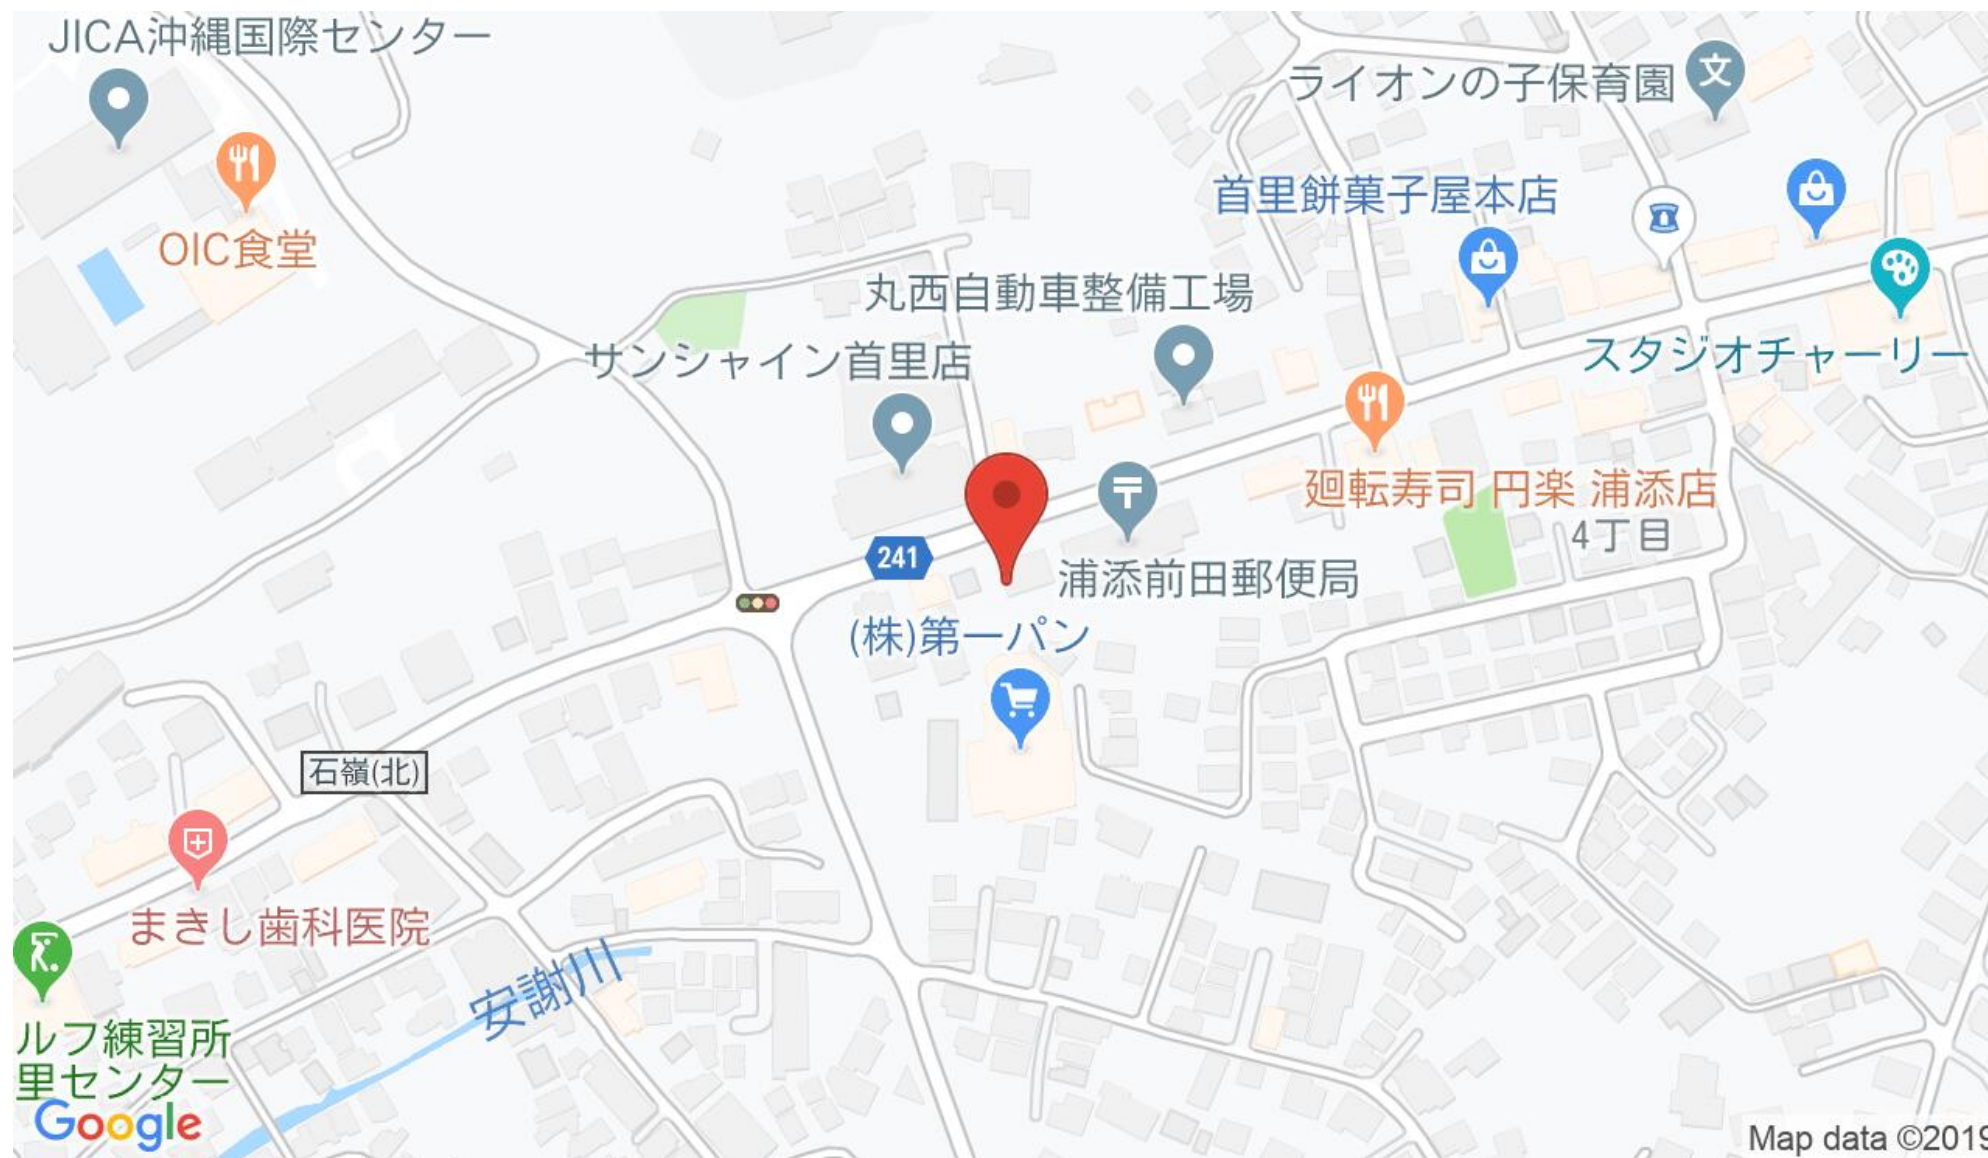 JICA沖縄国際センター
ライオンの子保育園
文
首里餅菓子屋本店
OIC食堂
丸西自動車整備工場
サンシャイン首里店
スタジオチャーリー
廻転寿司 円楽 浦添店
4丁目
241
〒
浦添前田郵便局
(株)第一パン
石嶺(北)
まきし歯科医院
安謝川
ルフ練習所
里センター
Google
Map data ©2019